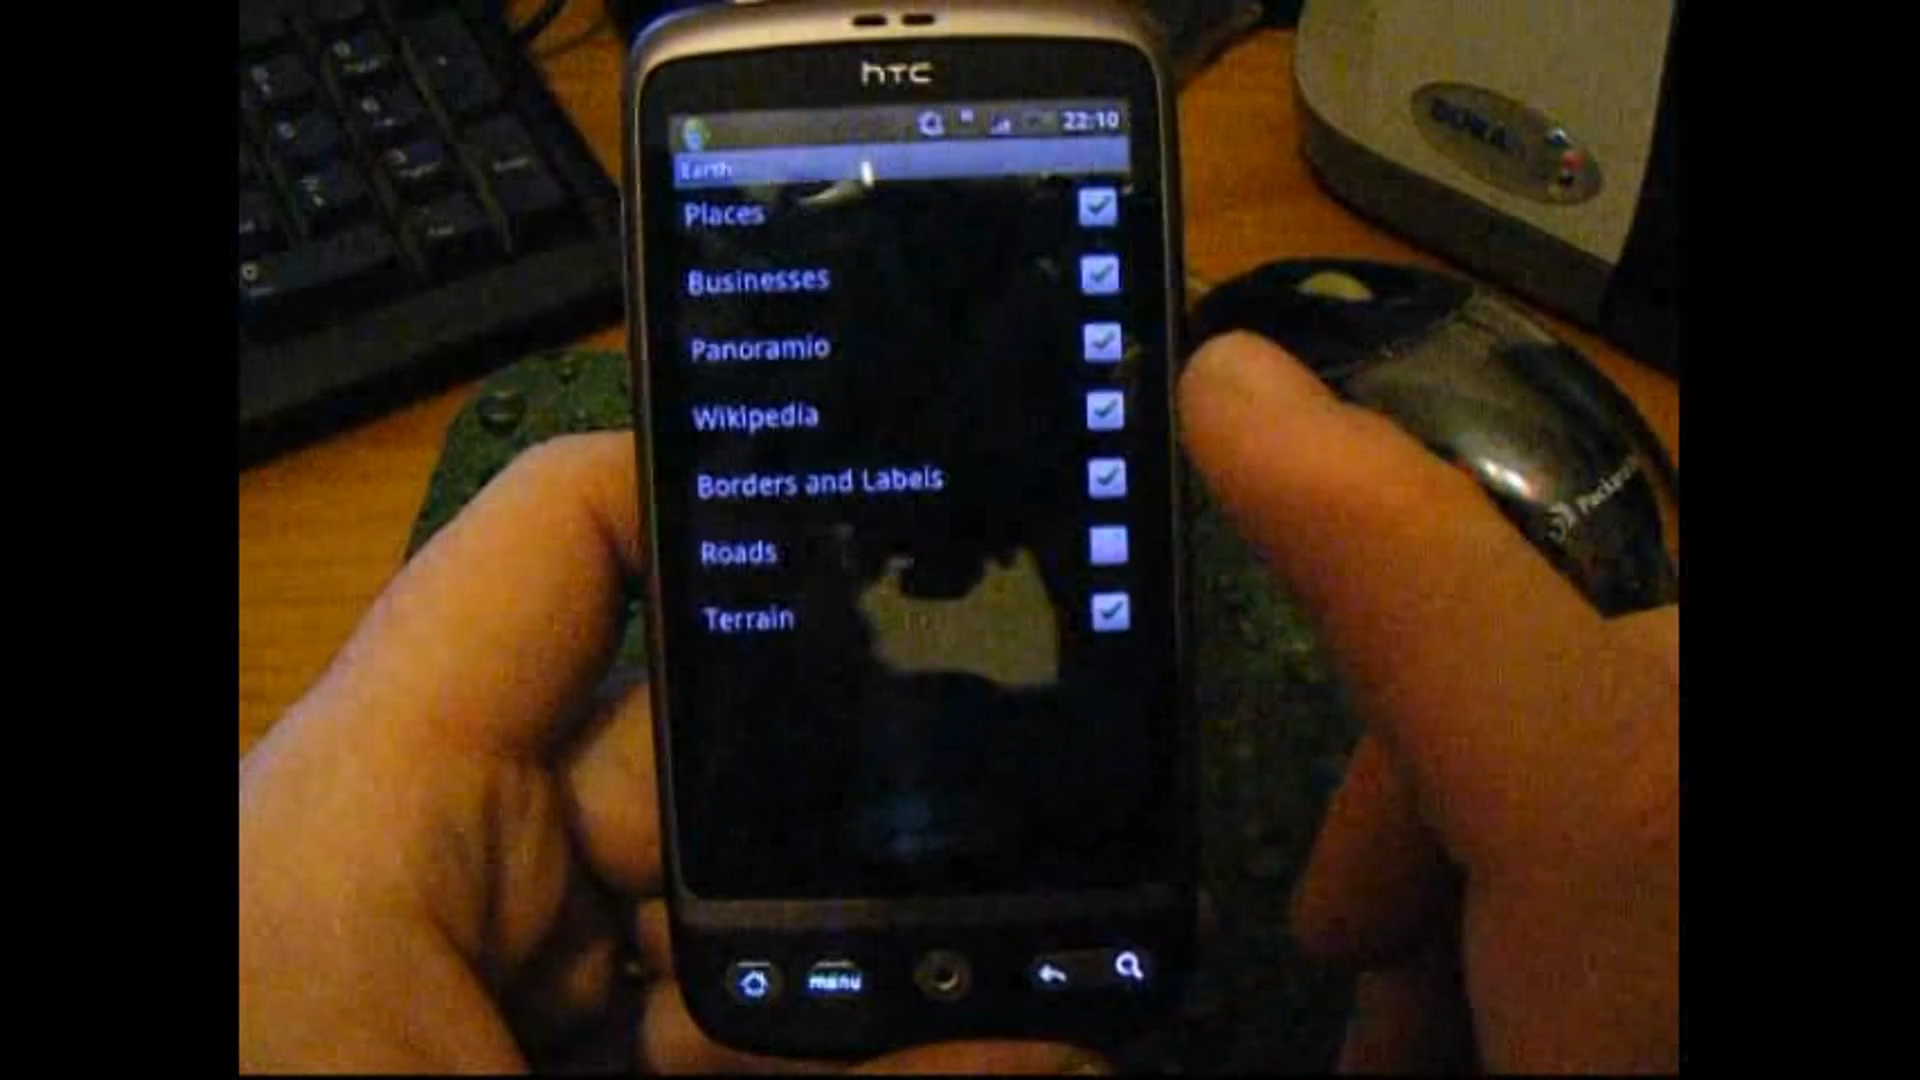 hTC
22:10
Earth
Places
Businesses
Panoramio
Wikipedia
Borders and Labels
Roads
Terrain
menu